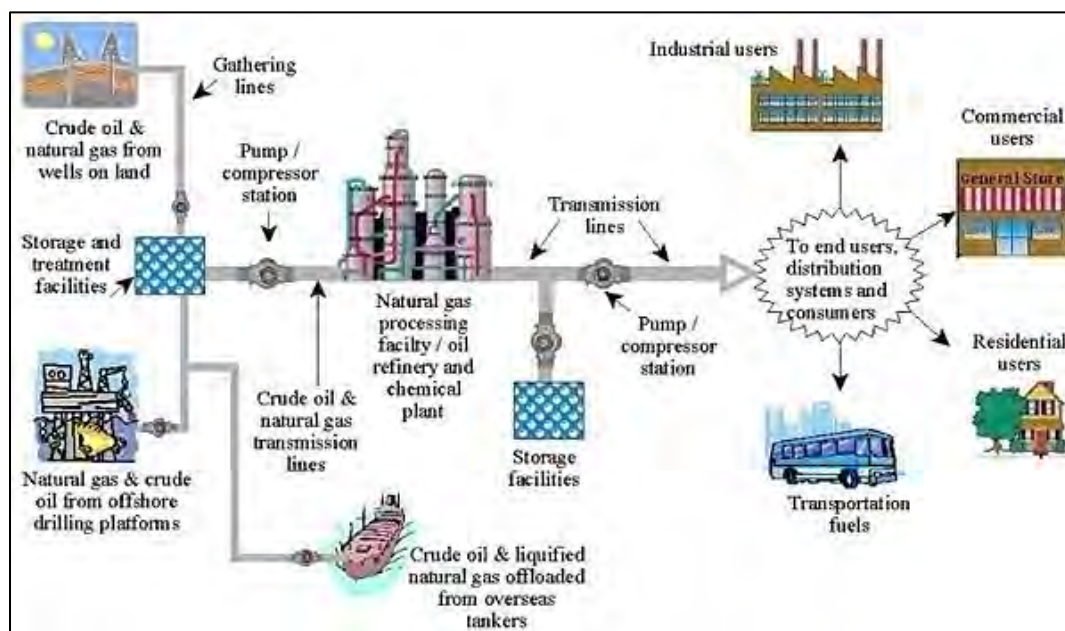 Gathering
lines
Crude oil &
natural gas from
wells on land
Storage and
treatment
facilities
Natural gas & crude
oil from offshore
drilling platforms
Pump /
compressor
station
Crude oil &
natural gas
transmission
lines
Natural gas
processing
facilty / oil
refinery and
chemical
plant
Crude oil & liquified
natural gas offloaded
from overseas
tankers
Transmission
lines
Storage
facilities
Pump /
compressor
station
Industrial users
Commercial
users
General Store
To end users,
distribution
systems and
consumers
Residential
users
Transportation
fuels